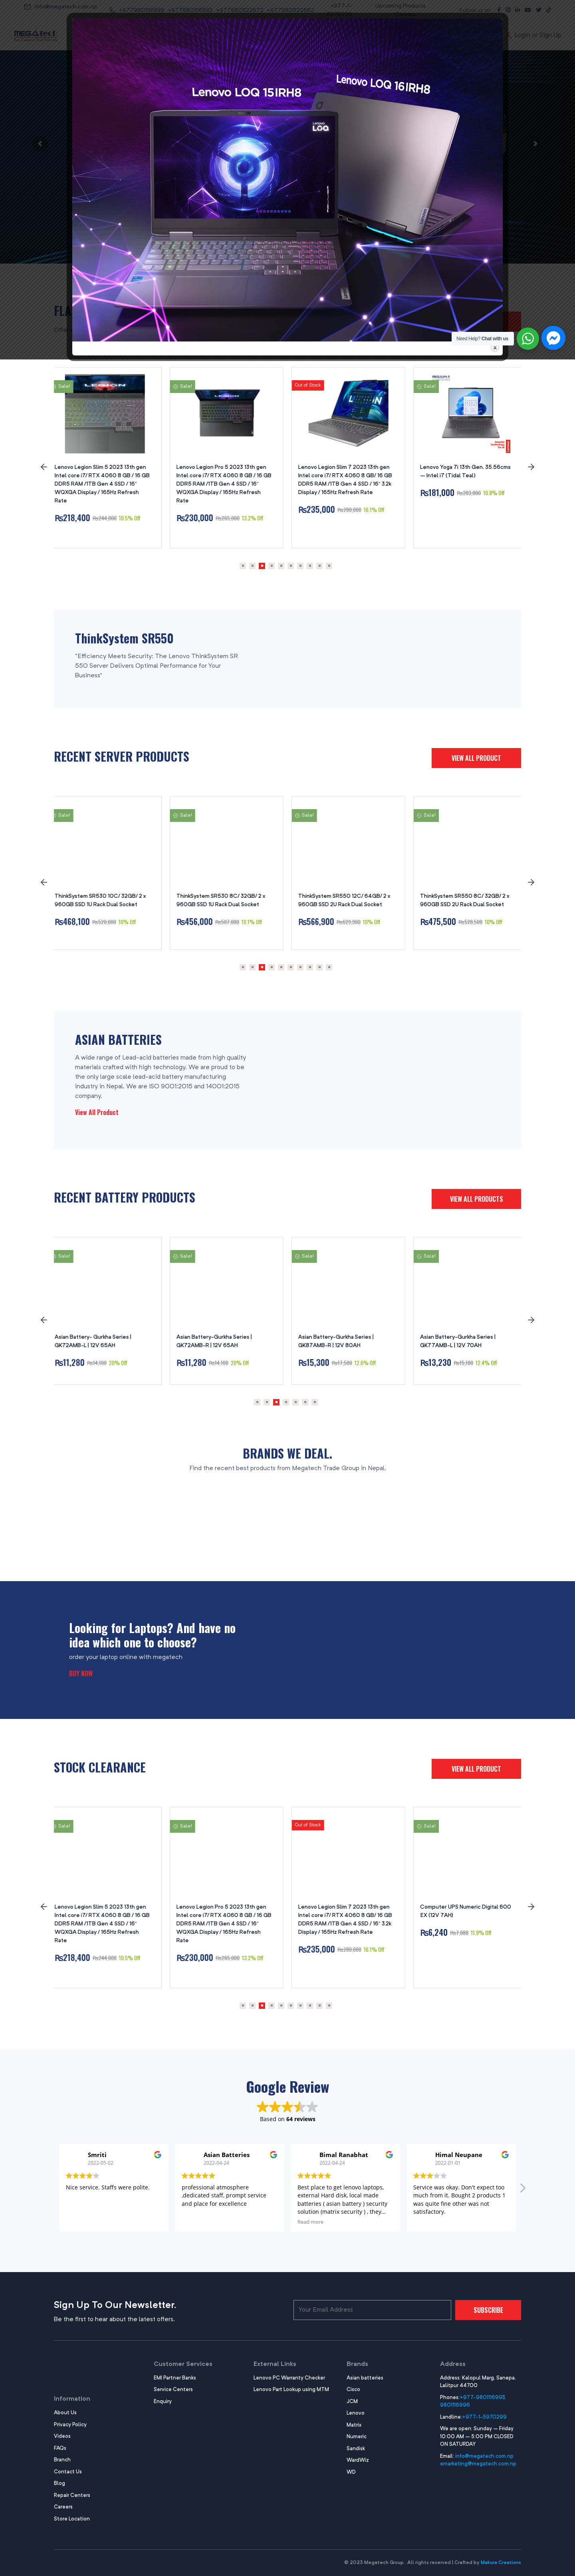 info@megatech.com.np
Upcoming Products
Login or Sign Up
Lenovo LOQ 15IRH8
Lenovo LOQ 16IRH8
LOQ
Need Help? Chat with us
x
Sale!
Lenovo Legion Slim 5 2023 13th gen
Intel core i7/ RTX 4060 8 GB / 16 GB
DDR5 RAM /1TB Gen 4 SSD / 16″
WQXGA Display / 165Hz Refresh
Rate
₨218,400 ₨244,000 10.5% Off
Sale!
Lenovo Legion Pro 5 2023 13th gen
Intel core i7/ RTX 4060 8 GB / 16 GB
DDR5 RAM /1TB Gen 4 SSD / 16″
WQXGA Display / 165Hz Refresh
Rate
₨230,000 ₨265,000 13.2% Off
Out of Stock
Lenovo Legion Slim 7 2023 13th gen
Intel core i7/ RTX 4060 8 GB/ 16 GB
DDR5 RAM /1TB Gen 4 SSD / 16″ 3.2k
Display / 165Hz Refresh Rate
₨235,000 ₨280,000 16.1% Off
Sale!
Lenovo Yoga 7i 13th Gen, 35.56cms
– Intel i7 (Tidal Teal)
₨181,000 ₨203,000 10.8% Off
ThinkSystem SR550
"Efficiency Meets Security: The Lenovo ThinkSystem SR
550 Server Delivers Optimal Performance for Your
Business"
RECENT SERVER PRODUCTS
VIEW ALL PRODUCT
Sale!
ThinkSystem SR530 10C/ 32GB/ 2 x
960GB SSD 1U Rack Dual Socket
₨468,100 ₨520,000 10% Off
Sale!
ThinkSystem SR530 8C/ 32GB/ 2 x
960GB SSD 1U Rack Dual Socket
₨456,000 ₨507,000 10.1% Off
Sale!
ThinkSystem SR550 12C/ 64GB/ 2 x
960GB SSD 2U Rack Dual Socket
₨566,900 ₨629,900 10% Off
Sale!
ThinkSystem SR550 8C/ 32GB/ 2 x
960GB SSD 2U Rack Dual Socket
₨475,500 ₨528,500 10% Off
ASIAN BATTERIES
A wide range of Lead-acid batteries made from high quality
materials crafted with high technology. We are proud to be
the only large scale lead-acid battery manufacturing
Industry in Nepal. We are ISO 9001:2015 and 14001:2015
company.
View All Product
RECENT BATTERY PRODUCTS
VIEW ALL PRODUCTS
Sale!
Asian Battery- Gurkha Series |
GK72AMB-L | 12V 65AH
₨11,280 ₨14,100 20% Off
Sale!
Asian Battery-Gurkha Series |
GK72AMB-R | 12V 65AH
₨11,280 ₨14,100 20% Off
Sale!
Asian Battery-Gurkha Series |
GK87AMB-R | 12V 80AH
₨15,300 ₨17,500 12.6% Off
Sale!
Asian Battery-Gurkha Series |
GK77AMB-L | 12V 70AH
₨13,230 ₨15,100 12.4% Off
BRANDS WE DEAL.
Find the recent best products from Megatech Trade Group in Nepal.
Looking for Laptops? And have no
idea which one to choose?
order your laptop online with megatech
BUY NOW
STOCK CLEARANCE
VIEW ALL PRODUCT
Sale!
Lenovo Legion Slim 5 2023 13th gen
Intel core i7/ RTX 4060 8 GB / 16 GB
DDR5 RAM /1TB Gen 4 SSD / 16″
WQXGA Display / 165Hz Refresh
Rate
₨218,400 ₨244,000 10.5% Off
Sale!
Lenovo Legion Pro 5 2023 13th gen
Intel core i7/ RTX 4060 8 GB / 16 GB
DDR5 RAM /1TB Gen 4 SSD / 16″
WQXGA Display / 165Hz Refresh
Rate
₨230,000 ₨265,000 13.2% Off
Out of Stock
Lenovo Legion Slim 7 2023 13th gen
Intel core i7/ RTX 4060 8 GB/ 16 GB
DDR5 RAM /1TB Gen 4 SSD / 16″ 3.2k
Display / 165Hz Refresh Rate
₨235,000 ₨280,000 16.1% Off
Sale!
Computer UPS Numeric Digital 600
EX (12V 7AH)
₨6,240 ₨7,080 11.9% Off
Google Review
Based on 64 reviews
Smriti
2022-05-02
Nice service. Staffs were polite..
Asian Batteries
2022-04-24
professional atmosphere
,dedicated staff, prompt service
and place for excellence
Bimal Ranabhat
2022-04-24
Best place to get lenovo laptops,
external Hard disk, local made
batteries ( asian battery ) security
solution (matrix security ) , they...
Read more
Himal Neupane
2022-01-01
Service was okay. Don't expect too
much from it. Bought 2 products 1
was quite fine other was not
satisfactory.
Sign Up To Our Newsletter.
Be the first to hear about the latest offers.
Your Email Address
SUBSCRIBE
Information
About Us
Privacy Policy
Videos
FAQs
Branch
Contact Us
Blog
Repair Centers
Careers
Store Location
Customer Services
EMI Partner Banks
Service Centers
Enquiry
External Links
Lenovo PC Warranty Checker
Lenovo Part Lookup using MTM
Brands
Asian batteries
Cisco
JCM
Lenovo
Matrix
Numeric
Sandisk
WardWiz
WD
Address
Address: Kalopul Marg, Sanepa,
Lalitpur 44700
Phones:+977-9801116993,
9801116996
Landline:+977-1-5970299
We are open: Sunday – Friday
10:00 AM – 5:00 PM CLOSED
ON SATURDAY
Email: info@megatech.com.np
emarketing@megatech.com.np
© 2023 Megatech Group . All rights reserved | Crafted by Makura Creations